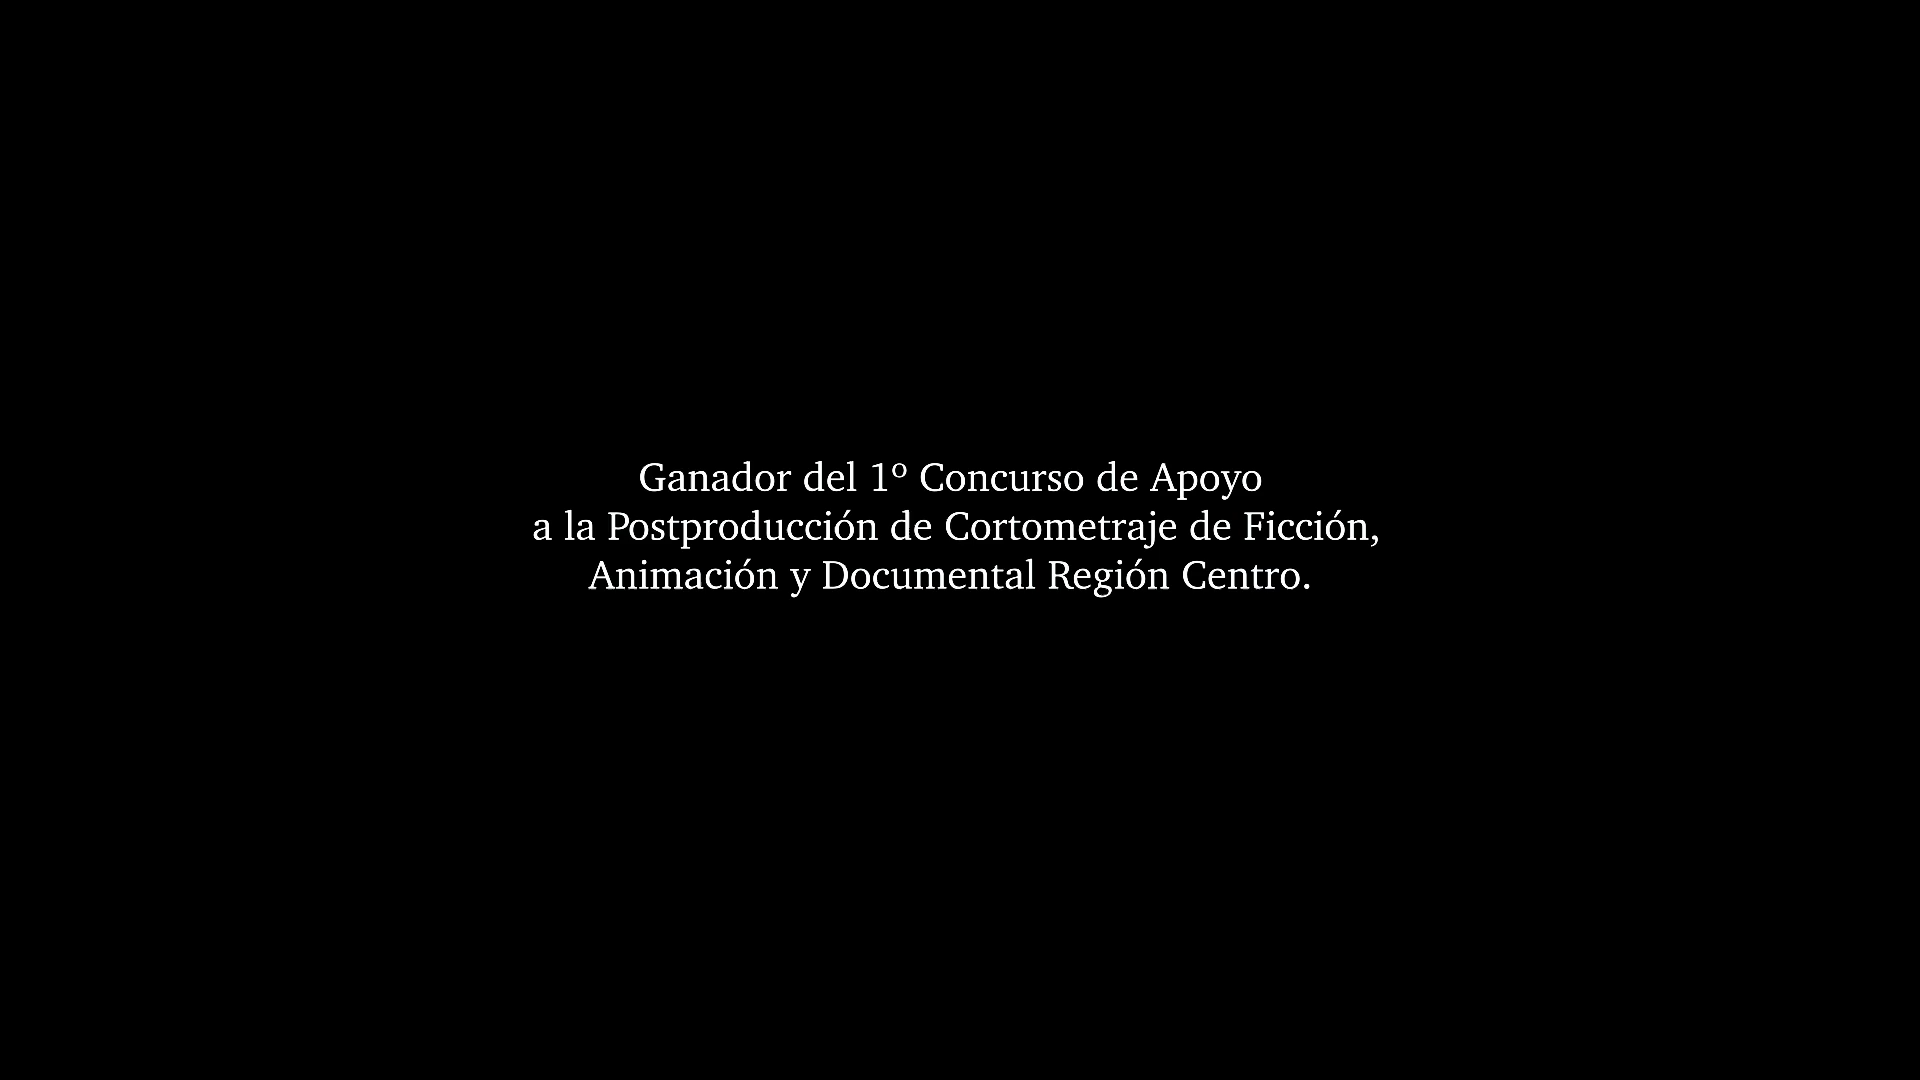 Ganador del 1º Concurso de Apoyo
a la Postproducción de Cortometraje de Ficción,
Animación y Documental Región Centro.